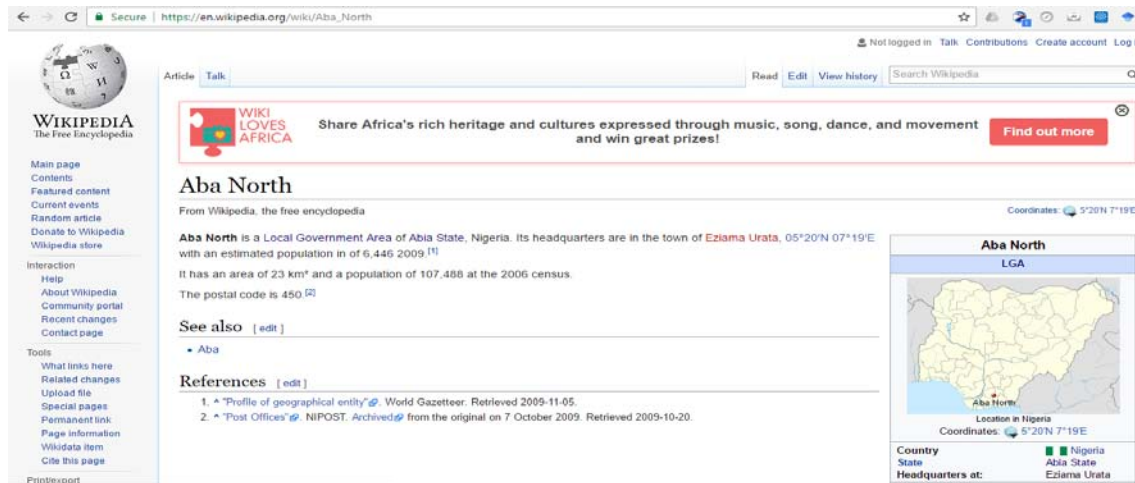 Secure | https://en.wikipedia.org/wiki/Aba_North
Not logged in Talk Contributions Create account Log
Article Talk Read Edit View history Search Wikipedia
WIKIPEDIA
The Free Encyclopedia
Main page
Contents
Featured content
Current events
Random article
Donate to Wikipedia
Wikipedia store
Interaction
Help
About Wikipedia
Community portal
Recent changes
Contact page
Tools
What links here
Related changes
Upload file
Special pages
Permanent link
Page information
Wikidata item
Cite this page
Print/export
WIKI
LOVES
AFRICA
Share Africa's rich heritage and cultures expressed through music, song, dance, and movement
and win great prizes!
Find out more
Aba North
From Wikipedia, the free encyclopedia
Coordinates: 5°20'N 7°19'E
Aba North is a Local Government Area of Abia State, Nigeria. Its headquarters are in the town of Eziama Urata, 05°20'N 07°19'E
with an estimated population in of 6,446 2009.[1]
It has an area of 23 km² and a population of 107,488 at the 2006 census.
The postal code is 450.[2]
See also [ edit ]
• Aba
References [ edit ]
1. ^ "Profile of geographical entity". World Gazetteer. Retrieved 2009-11-05.
2. ^ "Post Offices". NIPOST. Archived from the original on 7 October 2009. Retrieved 2009-10-20.
Aba North
LGA
Aba North
Location in Nigeria
Coordinates: 5°20'N 7°19'E
Country Nigeria
State Abia State
Headquarters at: Eziama Urata